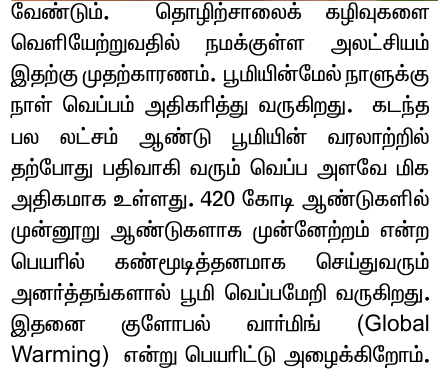 வேண்டும். தொழிற்சாலைக் கழிவுகளை
வெளியேற்றுவதில் நமக்குள்ள அலட்சியம்
இதற்கு முதற்காரணம். பூமியின்மேல் நாளுக்கு
நாள் வெப்பம் அதிகரித்து வருகிறது. கடந்த
பல லட்சம் ஆண்டு பூமியின் வரலாற்றில்
தற்போது பதிவாகி வரும் வெப்ப அளவே மிக
அதிகமாக உள்ளது. 420 கோடி ஆண்டுகளில்
முன்னூறு ஆண்டுகளாக முன்னேற்றம் என்ற
பெயரில் கண்மூடித்தனமாக செய்துவரும்
அனர்த்தங்களால் பூமி வெப்பமேறி வருகிறது.
இதனை குளோபல் வார்மிங் (Global
Warming) என்று பெயரிட்டு அழைக்கிறோம்.